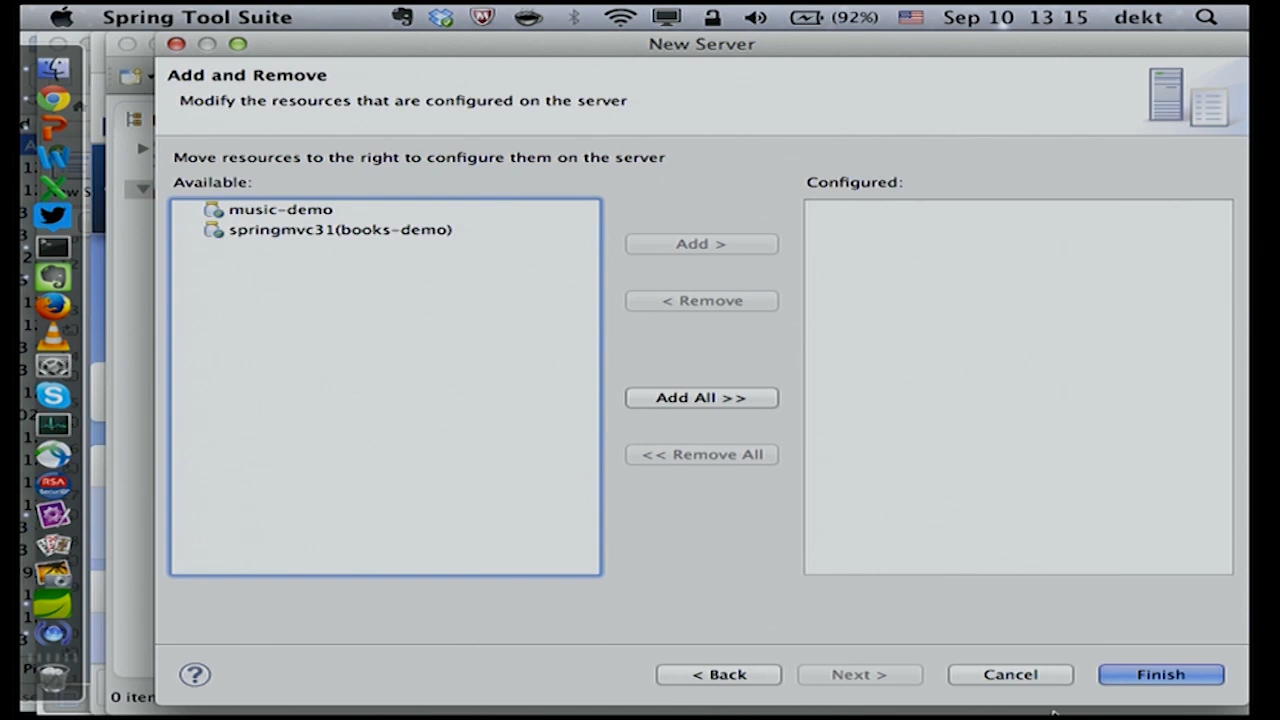 Spring Tool Suite
(92%)
Sep 10 13 15
dekt
New Server
Add and Remove
Modify the resources that are configured on the server
Move resources to the right to configure them on the server
Available:
Configured:
music-demo
springmvc31(books-demo)
Add >
< Remove
Add All >>
<< Remove All
RSA
< Back
Next >
Cancel
Finish
?
0 item